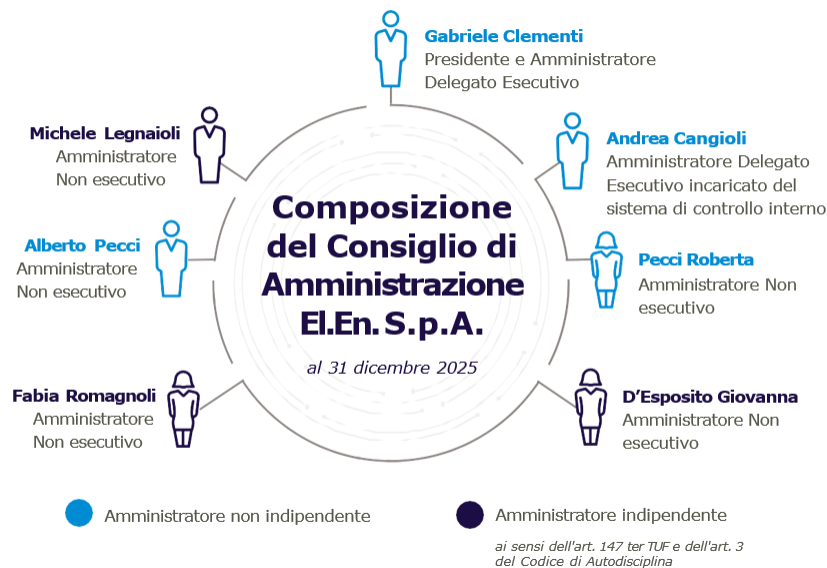 Gabriele Clementi
Presidente e Amministratore
Delegato Esecutivo
Michele Legnaioli
Amministratore
Non esecutivo
Andrea Cangioli
Amministratore Delegato
Esecutivo incaricato del
sistema di controllo interno
Alberto Pecci
Amministratore
Non esecutivo
Composizione
del Consiglio di
Amministrazione
El.En. S.p.A.
al 31 dicembre 2025
Pecci Roberta
Amministratore Non
esecutivo
Fabia Romagnoli
Amministratore
Non esecutivo
D’Esposito Giovanna
Amministratore Non
esecutivo
Amministratore non indipendente
Amministratore indipendente
ai sensi dell'art. 147 ter TUF e dell'art. 3
del Codice di Autodisciplina